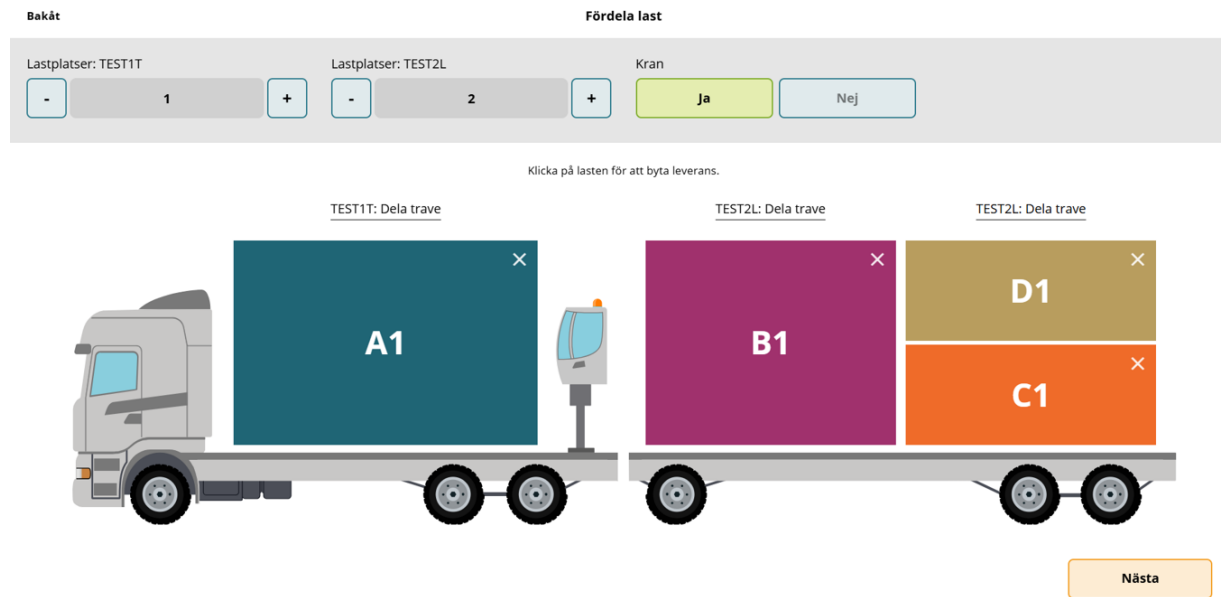 Bakåt
Fördela last
Lastplatser: TEST1T
Lastplatser: TEST2L
Kran
- 1 +
- 2 +
Ja
Nej
Klicka på lasten för att byta leverans.
TEST1T: Dela trave
TEST2L: Dela trave
TEST2L: Dela trave
A1
B1
D1
C1
Nästa